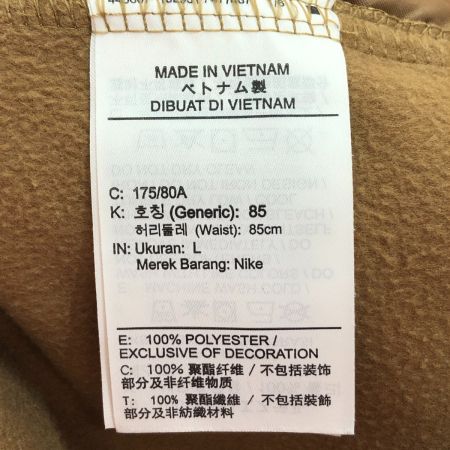 MADE IN VIETNAM
ベトナム製
DIBUAT DI VIETNAM
C: 175/80A
K: 호칭 (Generic): 85
허리둘레 (Waist): 85cm
IN: Ukuran: L
Merek Barang: Nike
E: 100% POLYESTER /
EXCLUSIVE OF DECORATION
C: 100% 聚酯纤维 / 不包括装饰
部分及非纤维物质
T: 100% 聚酯纖維 / 不包括裝飾
部分及非紡織材料